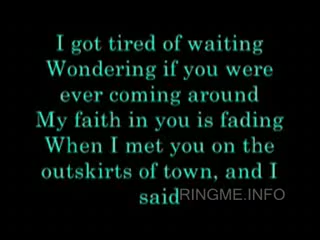 I got tired of waiting
Wondering if you were
ever coming around
My faith in you is fading
When I met you on the
outskirts of town, and I
said
RINGME.INFO